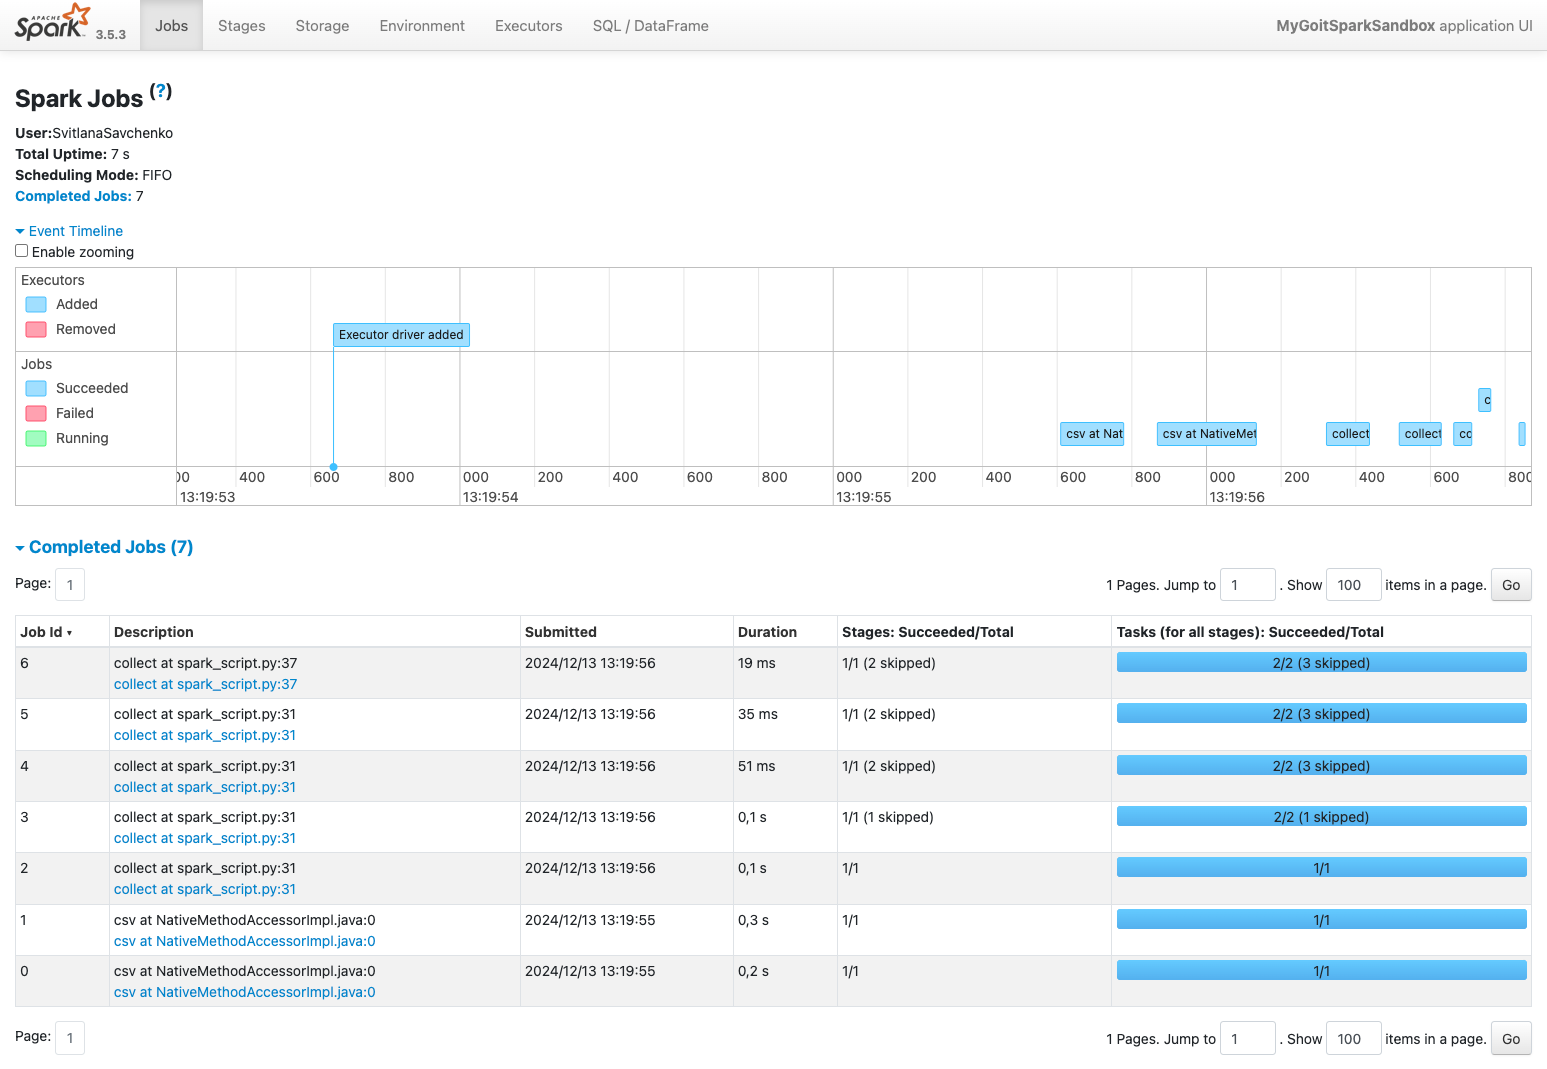 APACHE
Spark 3.5.3 Jobs Stages Storage Environment Executors SQL / DataFrame MyGoitSparkSandbox application UI
Spark Jobs (?)
User:SvitlanaSavchenko
Total Uptime: 7 s
Scheduling Mode: FIFO
Completed Jobs: 7
Event Timeline
Enable zooming
Executors
Added
Removed
Executor driver added
Jobs
Succeeded
Failed
Running
c
csv at Nat csv at NativeMet collect collect cc
00 400 600 800 000 200 400 600 800 000 200 400 600 800 000 200 400 600 800
13:19:53 13:19:54 13:19:55 13:19:56
Completed Jobs (7)
Page: 1 1 Pages. Jump to 1 . Show 100 items in a page. Go
Job Id ▾ Description Submitted Duration Stages: Succeeded/Total Tasks (for all stages): Succeeded/Total
6 collect at spark_script.py:37 2024/12/13 13:19:56 19 ms 1/1 (2 skipped) 2/2 (3 skipped)
collect at spark_script.py:37
5 collect at spark_script.py:31 2024/12/13 13:19:56 35 ms 1/1 (2 skipped) 2/2 (3 skipped)
collect at spark_script.py:31
4 collect at spark_script.py:31 2024/12/13 13:19:56 51 ms 1/1 (2 skipped) 2/2 (3 skipped)
collect at spark_script.py:31
3 collect at spark_script.py:31 2024/12/13 13:19:56 0,1 s 1/1 (1 skipped) 2/2 (1 skipped)
collect at spark_script.py:31
2 collect at spark_script.py:31 2024/12/13 13:19:56 0,1 s 1/1 1/1
collect at spark_script.py:31
1 csv at NativeMethodAccessorImpl.java:0 2024/12/13 13:19:55 0,3 s 1/1 1/1
csv at NativeMethodAccessorImpl.java:0
0 csv at NativeMethodAccessorImpl.java:0 2024/12/13 13:19:55 0,2 s 1/1 1/1
csv at NativeMethodAccessorImpl.java:0
Page: 1 1 Pages. Jump to 1 . Show 100 items in a page. Go